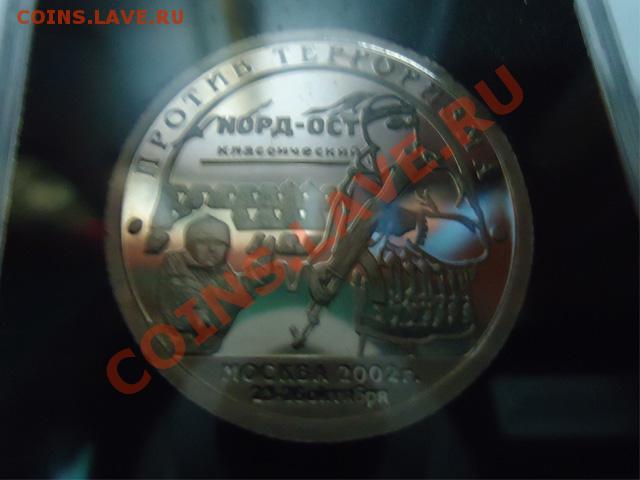 COINS.LAVE.RU
ПРОТИВ ТЕРРОРИЗМА
NОРД-ОСТ
классический
МОСКВА 2002г.
23-26 октября
COINS.LAVE.RU